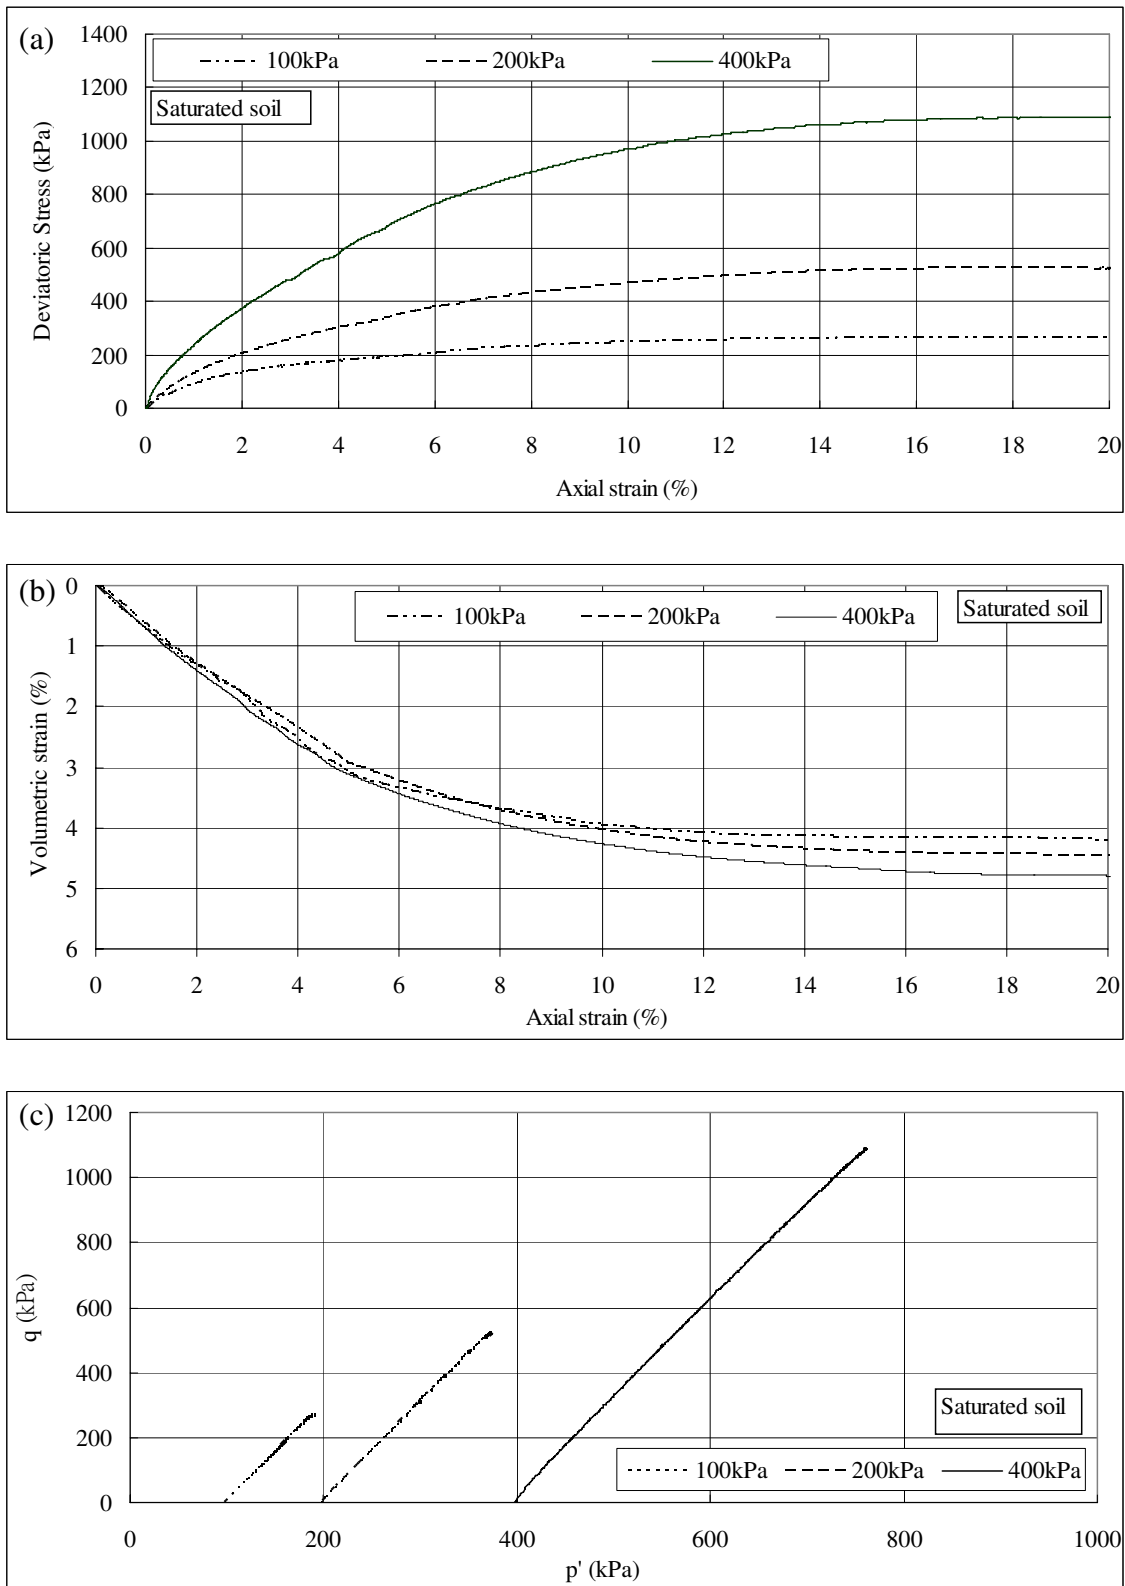 (a)
1400
1200
1000
800
600
400
200
0
100kPa 200kPa 400kPa
Saturated soil
Deviatoric Stress (kPa)
0 2 4 6 8 10 12 14 16 18 20
Axial strain (%)
(b)
0
1
2
3
4
5
6
100kPa 200kPa 400kPa
Saturated soil
Volumetric strain (%)
0 2 4 6 8 10 12 14 16 18 20
Axial strain (%)
(c)
1200
1000
800
600
400
200
0
q (kPa)
Saturated soil
100kPa 200kPa 400kPa
0 200 400 600 800 1000
p' (kPa)